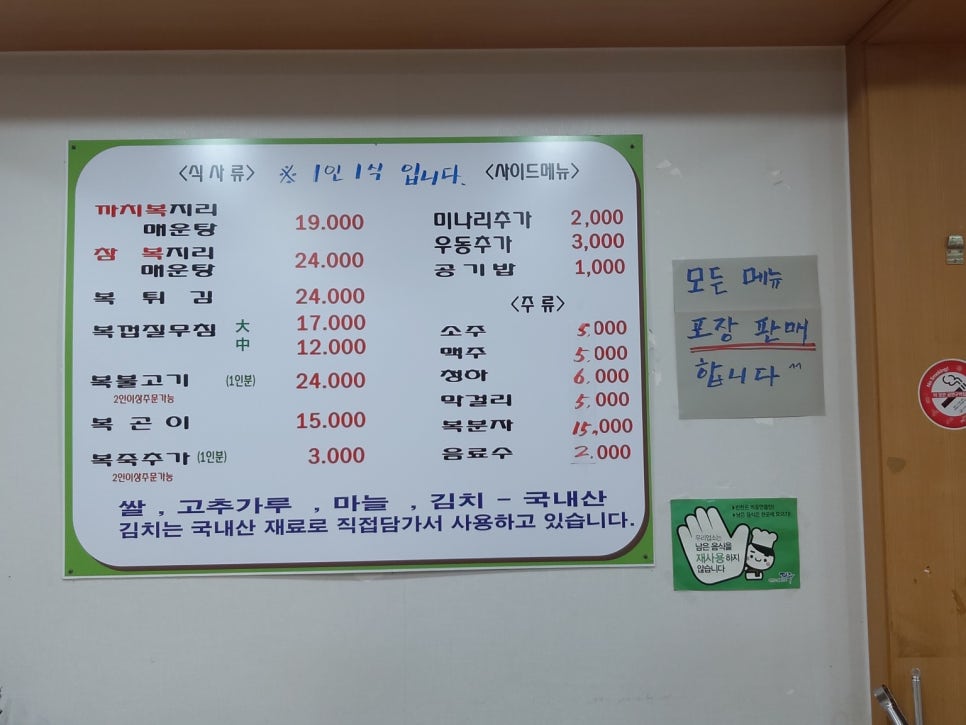 <식사류> ※ 1인 1식 입니다. <사이드메뉴>
까치복지리
매운탕 19.000
참 복지리
매운탕 24.000
복 튀 김 24.000
복껍질무침 大 17.000
中 12.000
복불고기 (1인분) 24.000
2인이상주문가능
복 곤 이 15.000
복죽추가 (1인분) 3.000
2인이상주문가능
미나리추가 2,000
우동추가 3,000
공기밥 1,000
<주류>
소주 5.000
맥주 5.000
청하 6.000
막걸리 5.000
복분자 15,000
음료수 2.000
쌀 , 고추가루 , 마늘 , 김치 - 국내산
김치는 국내산 재료로 직접담가서 사용하고 있습니다.
모든 메뉴
포장 판매
합니다 ^^
우리업소는
남은 음식을
재사용하지
않습니다
No Smoking!